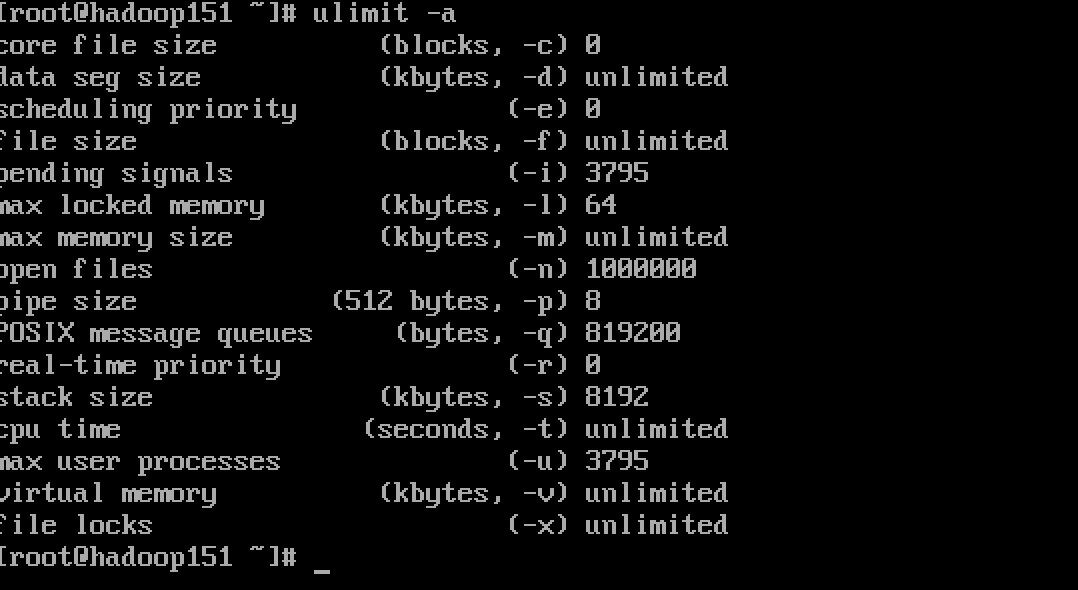 [root@hadoop151 ~]# ulimit -a
core file size (blocks, -c) 0
data seg size (kbytes, -d) unlimited
scheduling priority (-e) 0
file size (blocks, -f) unlimited
pending signals (-i) 3795
max locked memory (kbytes, -l) 64
max memory size (kbytes, -m) unlimited
open files (-n) 1000000
pipe size (512 bytes, -p) 8
POSIX message queues (bytes, -q) 819200
real-time priority (-r) 0
stack size (kbytes, -s) 8192
cpu time (seconds, -t) unlimited
max user processes (-u) 3795
virtual memory (kbytes, -v) unlimited
file locks (-x) unlimited
[root@hadoop151 ~]# _